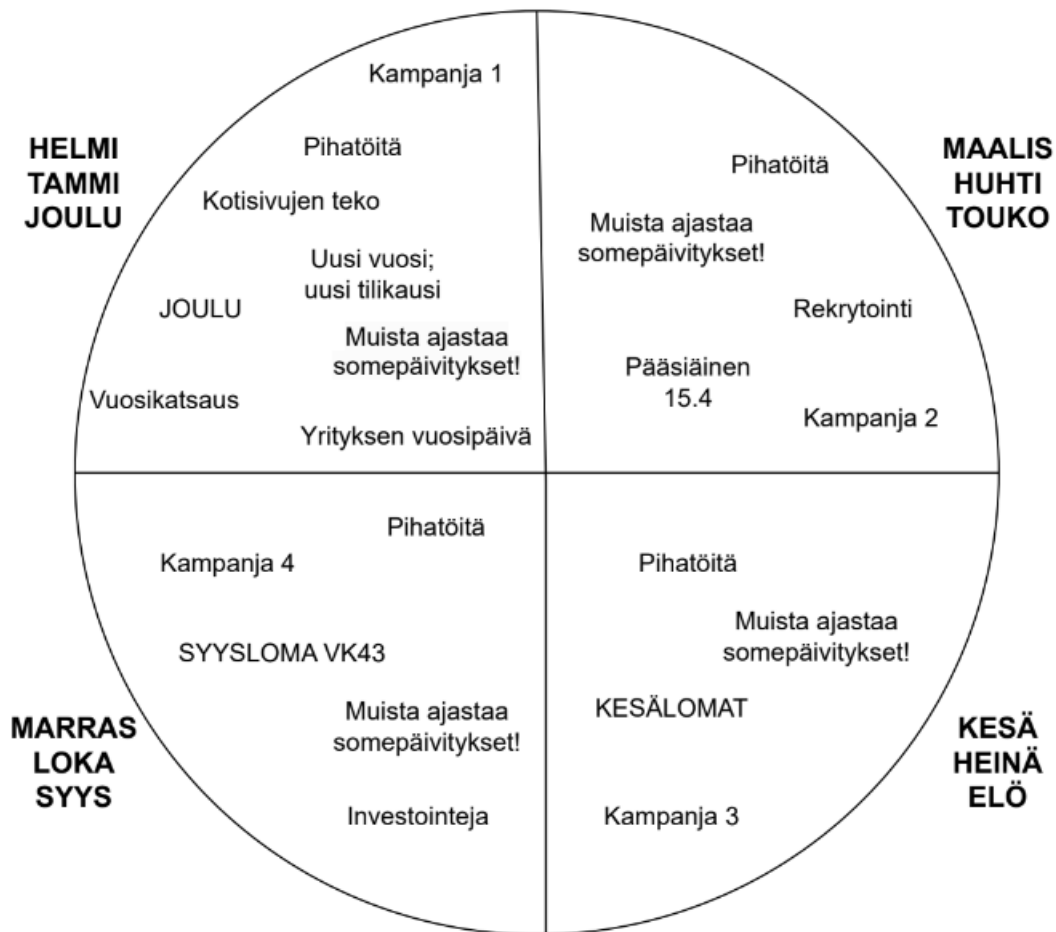 Kampanja 1
Pihatöitä
Kotisivujen teko
Uusi vuosi;
uusi tilikausi
JOULU
Muista ajastaa
somepäivitykset!
Vuosikatsaus
Yrityksen vuosipäivä
HELMI
TAMMI
JOULU
Pihatöitä
Muista ajastaa
somepäivitykset!
Rekrytointi
Pääsiäinen
15.4
Kampanja 2
MAALIS
HUHTI
TOUKO
Pihatöitä
Kampanja 4
SYYSLOMA VK43
Muista ajastaa
somepäivitykset!
Investointeja
MARRAS
LOKA
SYYS
Pihatöitä
Muista ajastaa
somepäivitykset!
KESÄLOMAT
Kampanja 3
KESÄ
HEINÄ
ELÖ